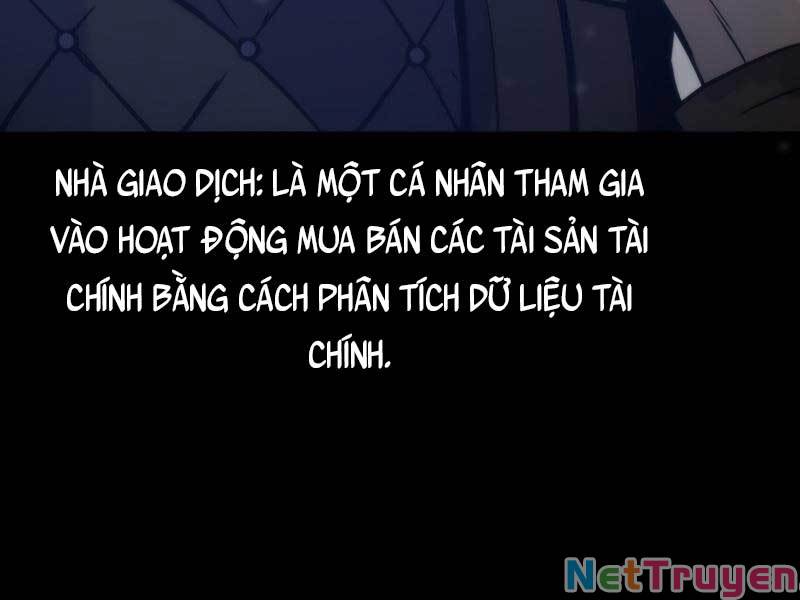 NHÀ GIAO DỊCH: LÀ MỘT CÁ NHÂN THAM GIA
VÀO HOẠT ĐỘNG MUA BÁN CÁC TÀI SẢN TÀI
CHÍNH BẰNG CÁCH PHÂN TÍCH DỮ LIỆU TÀI
CHÍNH.
NetTruyen